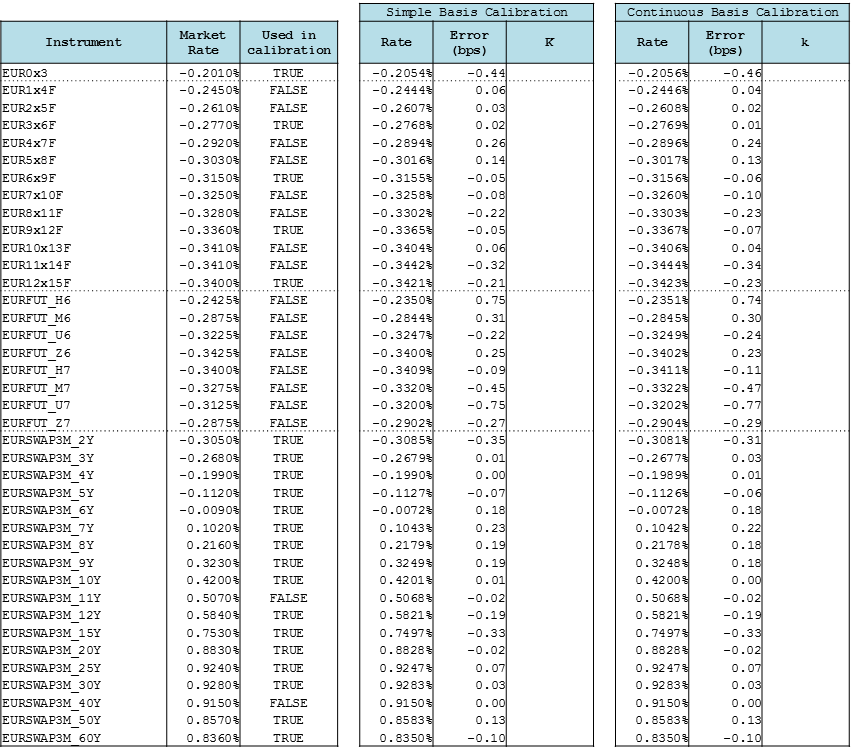 Simple Basis Calibration Continuous Basis Calibration
Instrument Market Rate Used in calibration Rate Error (bps) K Rate Error (bps) k
EUR0x3 -0.2010% TRUE -0.2054% -0.44 -0.2056% -0.46
EUR1x4F -0.2450% FALSE -0.2444% 0.06 -0.2446% 0.04
EUR2x5F -0.2610% FALSE -0.2607% 0.03 -0.2608% 0.02
EUR3x6F -0.2770% TRUE -0.2768% 0.02 -0.2769% 0.01
EUR4x7F -0.2920% FALSE -0.2894% 0.26 -0.2896% 0.24
EUR5x8F -0.3030% FALSE -0.3016% 0.14 -0.3017% 0.13
EUR6x9F -0.3150% TRUE -0.3155% -0.05 -0.3156% -0.06
EUR7x10F -0.3250% FALSE -0.3258% -0.08 -0.3260% -0.10
EUR8x11F -0.3280% FALSE -0.3302% -0.22 -0.3303% -0.23
EUR9x12F -0.3360% TRUE -0.3365% -0.05 -0.3367% -0.07
EUR10x13F -0.3410% FALSE -0.3404% 0.06 -0.3406% 0.04
EUR11x14F -0.3410% FALSE -0.3442% -0.32 -0.3444% -0.34
EUR12x15F -0.3400% TRUE -0.3421% -0.21 -0.3423% -0.23
EURFUT_H6 -0.2425% FALSE -0.2350% 0.75 -0.2351% 0.74
EURFUT_M6 -0.2875% FALSE -0.2844% 0.31 -0.2845% 0.30
EURFUT_U6 -0.3225% FALSE -0.3247% -0.22 -0.3249% -0.24
EURFUT_Z6 -0.3425% FALSE -0.3400% 0.25 -0.3402% 0.23
EURFUT_H7 -0.3400% FALSE -0.3409% -0.09 -0.3411% -0.11
EURFUT_M7 -0.3275% FALSE -0.3320% -0.45 -0.3322% -0.47
EURFUT_U7 -0.3125% FALSE -0.3200% -0.75 -0.3202% -0.77
EURFUT_Z7 -0.2875% FALSE -0.2902% -0.27 -0.2904% -0.29
EURSWAP3M_2Y -0.3050% TRUE -0.3085% -0.35 -0.3081% -0.31
EURSWAP3M_3Y -0.2680% TRUE -0.2679% 0.01 -0.2677% 0.03
EURSWAP3M_4Y -0.1990% TRUE -0.1990% 0.00 -0.1989% 0.01
EURSWAP3M_5Y -0.1120% TRUE -0.1127% -0.07 -0.1126% -0.06
EURSWAP3M_6Y -0.0090% TRUE -0.0072% 0.18 -0.0072% 0.18
EURSWAP3M_7Y 0.1020% TRUE 0.1043% 0.23 0.1042% 0.22
EURSWAP3M_8Y 0.2160% TRUE 0.2179% 0.19 0.2178% 0.18
EURSWAP3M_9Y 0.3230% TRUE 0.3249% 0.19 0.3248% 0.18
EURSWAP3M_10Y 0.4200% TRUE 0.4201% 0.01 0.4200% 0.00
EURSWAP3M_11Y 0.5070% FALSE 0.5068% -0.02 0.5068% -0.02
EURSWAP3M_12Y 0.5840% TRUE 0.5821% -0.19 0.5821% -0.19
EURSWAP3M_15Y 0.7530% TRUE 0.7497% -0.33 0.7497% -0.33
EURSWAP3M_20Y 0.8830% TRUE 0.8828% -0.02 0.8828% -0.02
EURSWAP3M_25Y 0.9240% TRUE 0.9247% 0.07 0.9247% 0.07
EURSWAP3M_30Y 0.9280% TRUE 0.9283% 0.03 0.9283% 0.03
EURSWAP3M_40Y 0.9150% FALSE 0.9150% 0.00 0.9150% 0.00
EURSWAP3M_50Y 0.8570% TRUE 0.8583% 0.13 0.8583% 0.13
EURSWAP3M_60Y 0.8360% TRUE 0.8350% -0.10 0.8350% -0.10